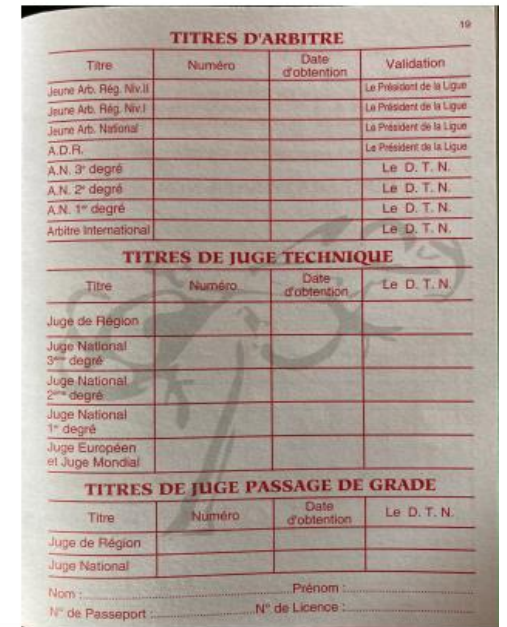 19
TITRES D'ARBITRE
Titre Numéro Date d'obtention Validation
Jeune Arb. Rég. Niv.II Le Président de la Ligue
Jeune Arb. Rég. Niv.I Le Président de la Ligue
Jeune Arb. National Le Président de la Ligue
A.D.R. Le Président de la Ligue
A.N. 3e degré Le D. T. N.
A.N. 2e degré Le D. T. N.
A.N. 1er degré Le D. T. N.
Arbitre International Le D. T. N.
TITRES DE JUGE TECHNIQUE
Titre Numéro Date d'obtention Le D. T. N.
Juge de Région
Juge National
3ème degré
Juge National
2ème degré
Juge National
1er degré
Juge Européen
et Juge Mondial
TITRES DE JUGE PASSAGE DE GRADE
Titre Numéro Date d'obtention Le D. T. N.
Juge de Région
Juge National
Nom : Prénom :
N° de Passeport : N° de Licence :